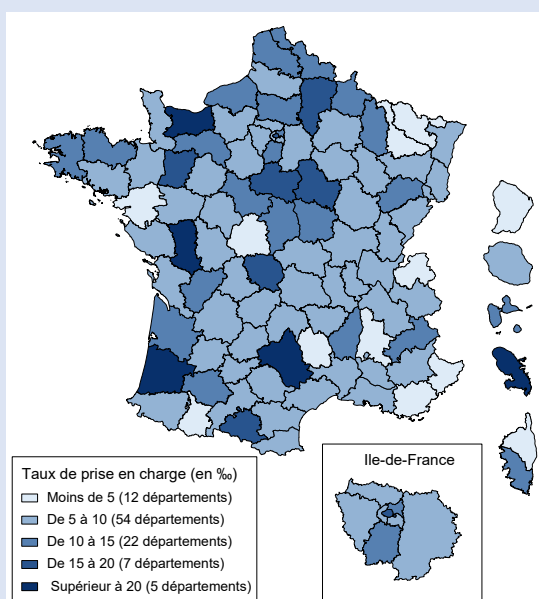 Ile-de-France
Taux de prise en charge (en ‰)
Moins de 5 (12 départements)
De 5 à 10 (54 départements)
De 10 à 15 (22 départements)
De 15 à 20 (7 départements)
Supérieur à 20 (5 départements)